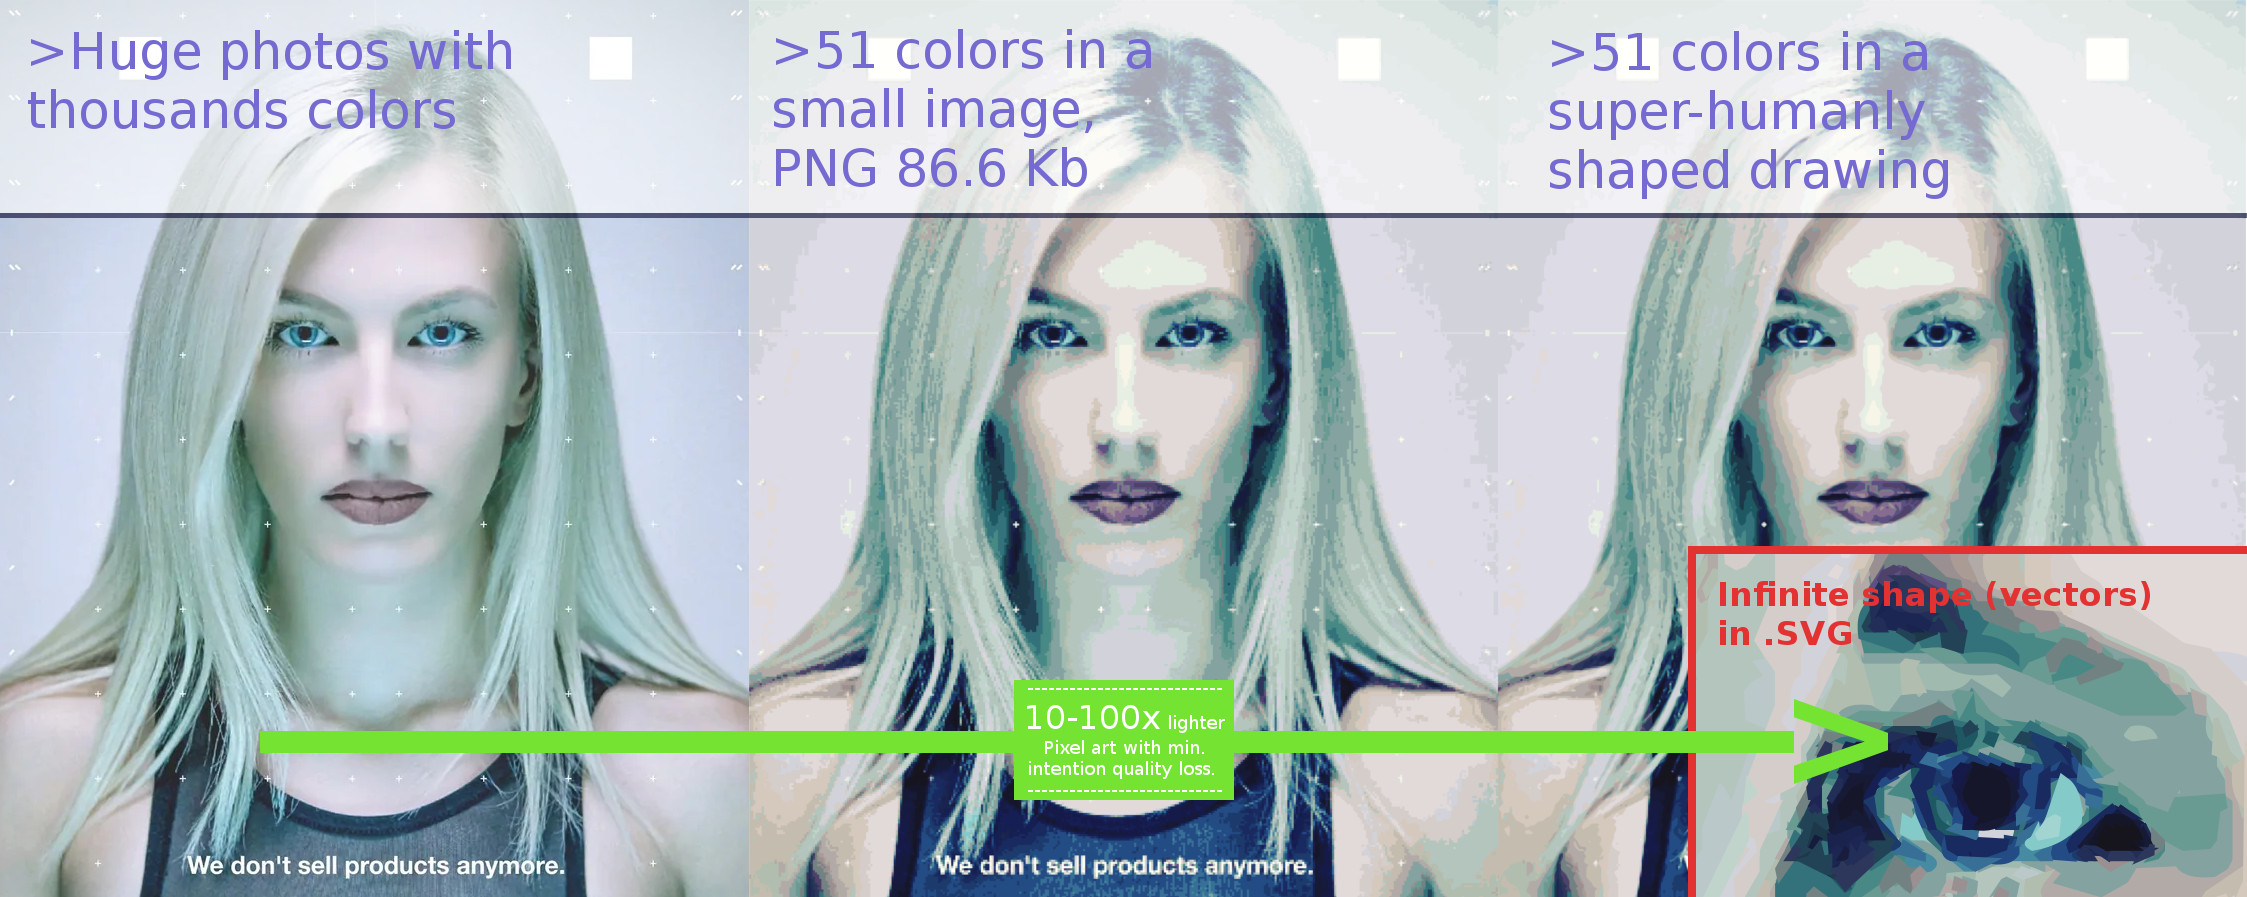 >Huge photos with
thousands colors
>51 colors in a
small image,
PNG 86.6 Kb
>51 colors in a
super-humanly
shaped drawing
Infinite shape (vectors)
in .SVG
----------------------------
10-100x lighter
Pixel art with min.
intention quality loss.
----------------------------
We don't sell products anymore.
We don't sell products anymore.